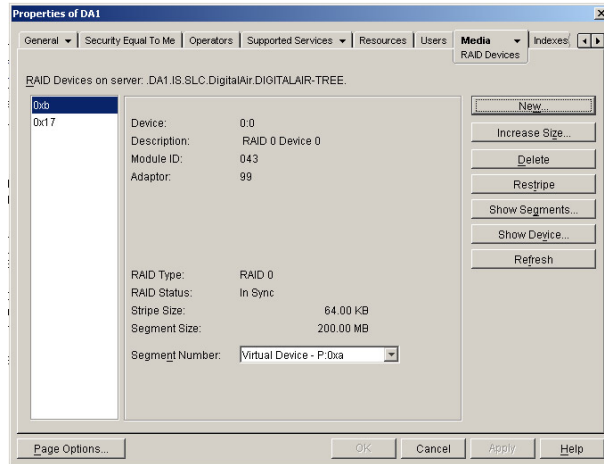 Properties of DA1
General Security Equal To Me Operators Supported Services Resources Users Media Indexes
RAID Devices
RAID Devices on server: .DA1.IS.SLC.DigitalAir.DIGITALAIR-TREE.
0xb
0x17
Device: 0:0
Description: RAID 0 Device 0
Module ID: 043
Adaptor: 99
RAID Type: RAID 0
RAID Status: In Sync
Stripe Size: 64.00 KB
Segment Size: 200.00 MB
Segment Number: Virtual Device - P:0xa
New...
Increase Size...
Delete
Restripe
Show Segments...
Show Device...
Refresh
Page Options... OK Cancel Apply Help